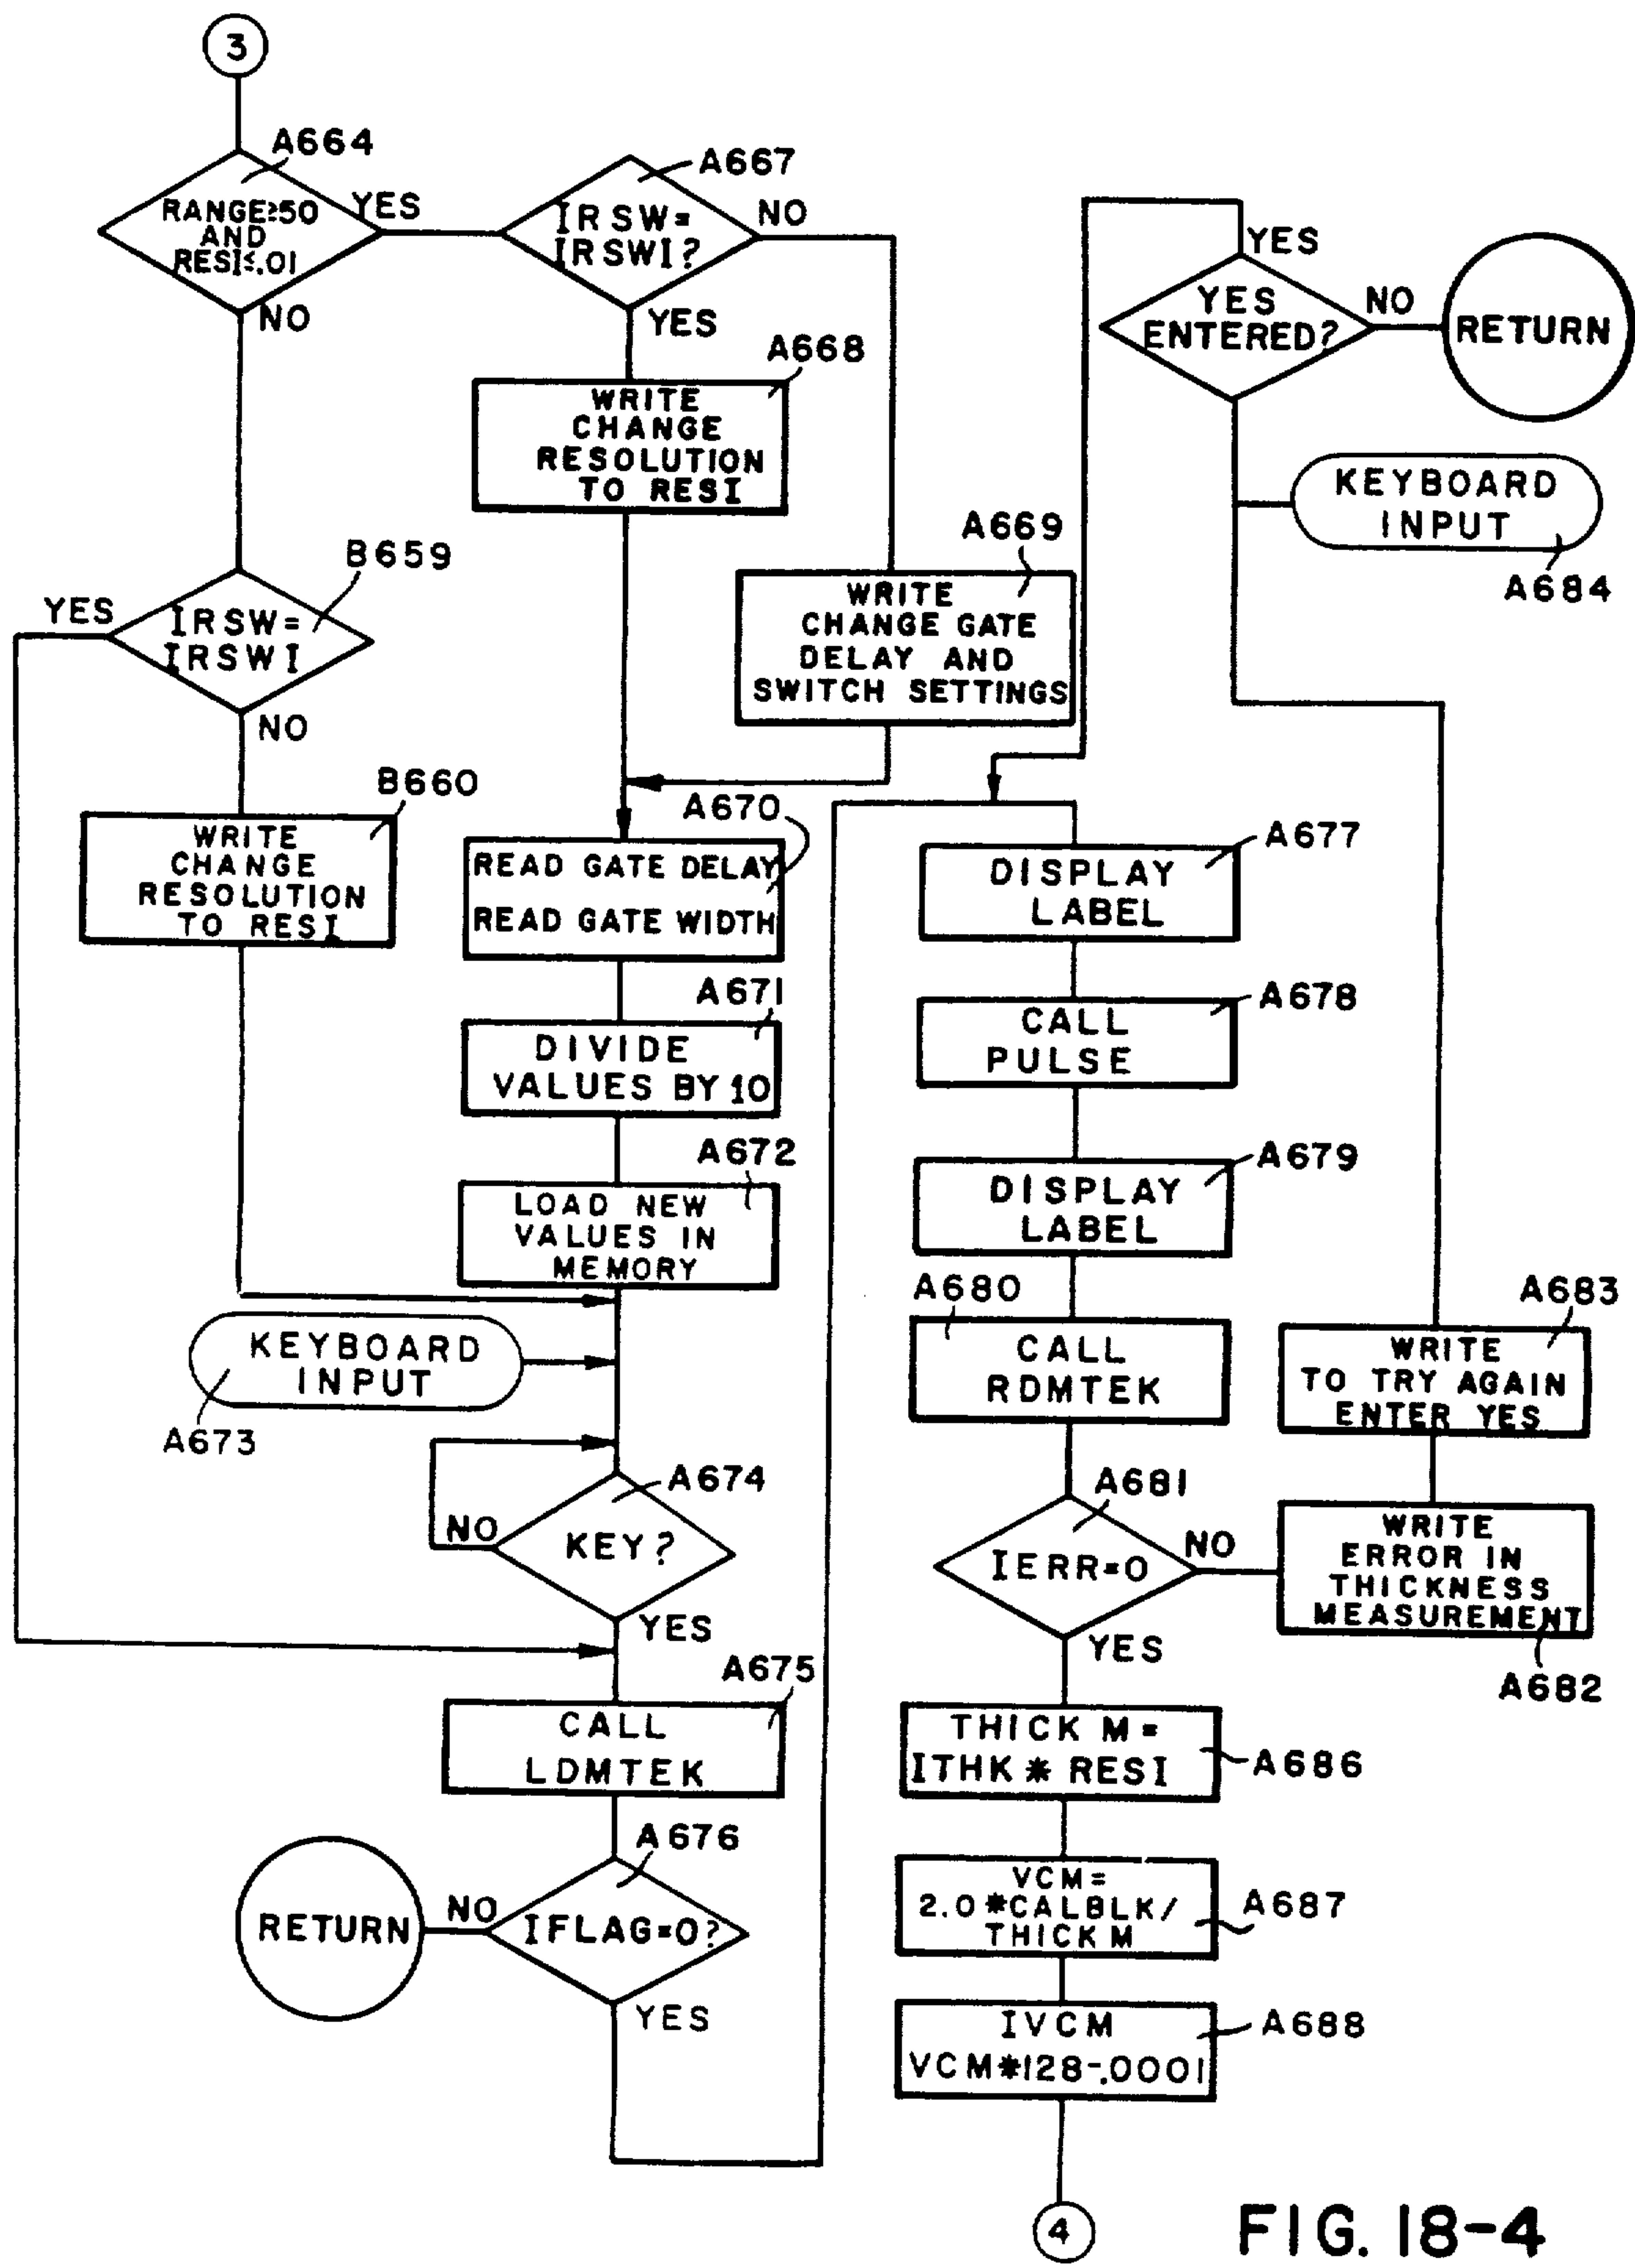 3
A664
RANGE≥50
AND
RESI≤.01
YES
NO
A667
IRSW=
IRSWI?
NO
YES
A668
WRITE
CHANGE
RESOLUTION
TO RESI
A669
WRITE
CHANGE GATE
DELAY AND
SWITCH SETTINGS
B659
YES
IRSW=
IRSWI
NO
B660
WRITE
CHANGE
RESOLUTION
TO RESI
A670
READ GATE DELAY
READ GATE WIDTH
A671
DIVIDE
VALUES BY 10
A672
LOAD NEW
VALUES IN
MEMORY
KEYBOARD
INPUT
A673
A674
NO
KEY?
YES
A675
CALL
LDMTEK
A676
RETURN
NO
IFLAG=0?
YES
YES
YES
ENTERED?
NO
RETURN
KEYBOARD
INPUT
A684
A677
DISPLAY
LABEL
A678
CALL
PULSE
A679
DISPLAY
LABEL
A680
CALL
RDMTEK
A683
WRITE
TO TRY AGAIN
ENTER YES
A681
IERR=0
NO
YES
WRITE
ERROR IN
THICKNESS
MEASUREMENT
A682
THICK M=
ITHK * RESI
A686
VCM=
2.0*CALBLK/
THICK M
A687
IVCM
VCM*128-.0001
A688
4
FIG. 18-4